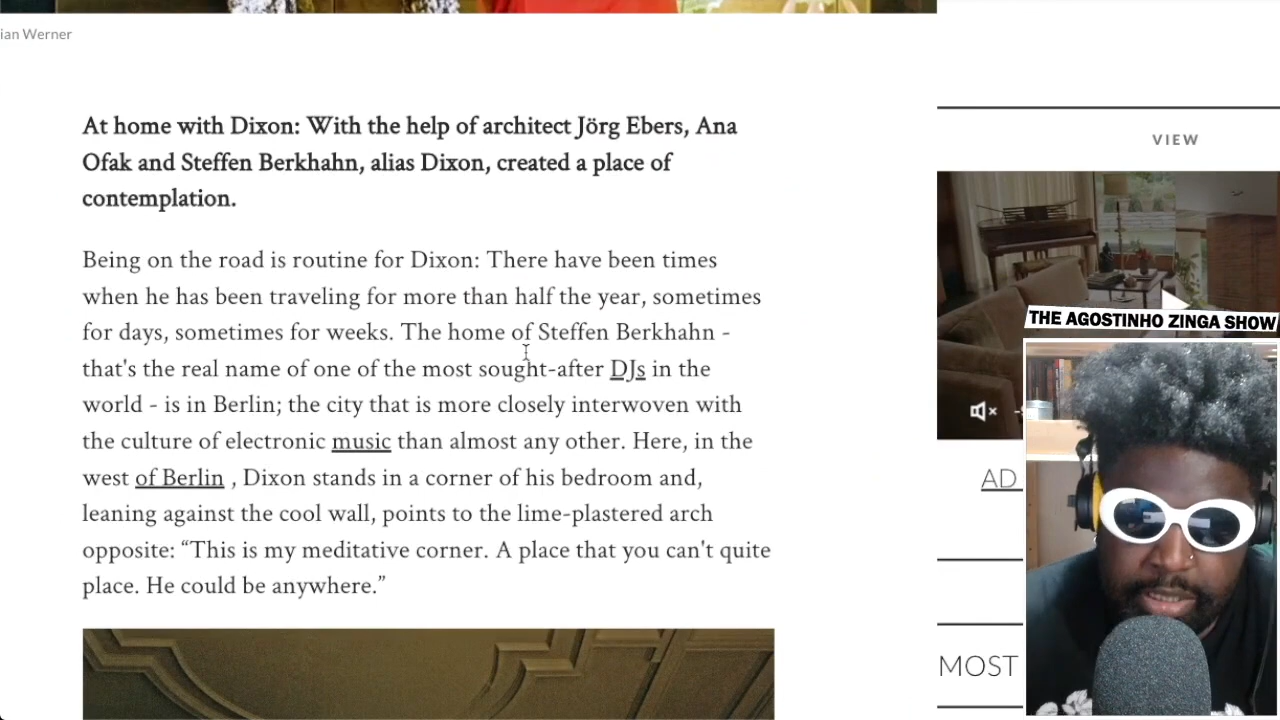 ian Werner
At home with Dixon: With the help of architect Jörg Ebers, Ana
Ofak and Steffen Berkhahn, alias Dixon, created a place of
contemplation.
Being on the road is routine for Dixon: There have been times
when he has been traveling for more than half the year, sometimes
for days, sometimes for weeks. The home of Steffen Berkhahn -
that's the real name of one of the most sought-after DJs in the
world - is in Berlin; the city that is more closely interwoven with
the culture of electronic music than almost any other. Here, in the
west of Berlin , Dixon stands in a corner of his bedroom and,
leaning against the cool wall, points to the lime-plastered arch
opposite: “This is my meditative corner. A place that you can't quite
place. He could be anywhere.”
VIEW
THE AGOSTINHO ZINGA SHOW
AD
MOST